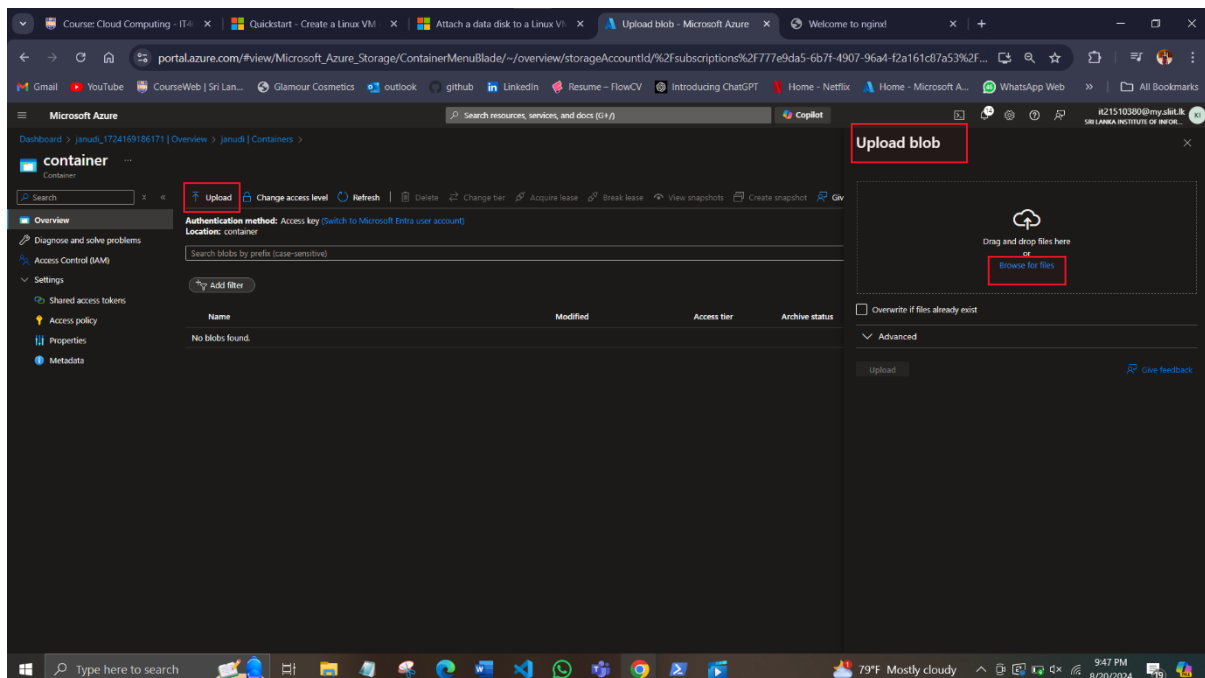 Course: Cloud Computing - IT4
Quickstart - Create a Linux VM
Attach a data disk to a Linux VM
Upload blob - Microsoft Azure
Welcome to nginx!
portal.azure.com/#view/Microsoft_Azure_Storage/ContainerMenuBlade/~/overview/storageAccountId/%2Fsubscriptions%2F777e9da5-6b7f-4907-96a4-f2a161c87a53%2F...
Gmail
YouTube
CourseWeb | Sri Lan...
Glamour Cosmetics
outlook
github
LinkedIn
Resume – FlowCV
Introducing ChatGPT
Home - Netflix
Home - Microsoft A...
WhatsApp Web
All Bookmarks
Microsoft Azure
Search resources, services, and docs (G+/)
Copilot
it21510380@my.sliit.lk
SRI LANKA INSTITUTE OF INFOR...
KI
Dashboard > janudi_1724169186171 | Overview > janudi | Containers >
container ...
Container
Search
Overview
Diagnose and solve problems
Access Control (IAM)
Settings
Shared access tokens
Access policy
Properties
Metadata
Upload
Change access level
Refresh
Delete
Change tier
Acquire lease
Break lease
View snapshots
Create snapshot
Giv
Authentication method: Access key (Switch to Microsoft Entra user account)
Location: container
Search blobs by prefix (case-sensitive)
Add filter
Name Modified Access tier Archive status
No blobs found.
Upload blob
Drag and drop files here
or
Browse for files
Overwrite if files already exist
Advanced
Upload
Give feedback
Type here to search
79°F Mostly cloudy
9:47 PM
8/20/2024
19